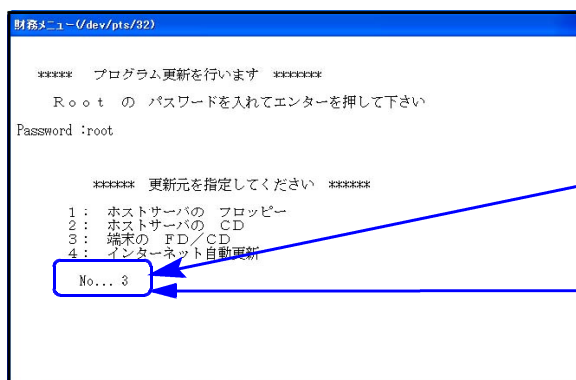 財務メニュー(/dev/pts/32)
***** プログラム更新を行います *******
Ｒｏｏｔ の パスワードを入れてエンターを押して下さい
Password :root
****** 更新元を指定してください ******
１： ホストサーバの フロッピー
２： ホストサーバの ＣＤ
３： 端末の ＦＤ／ＣＤ
４： インターネット自動更新
No... 3